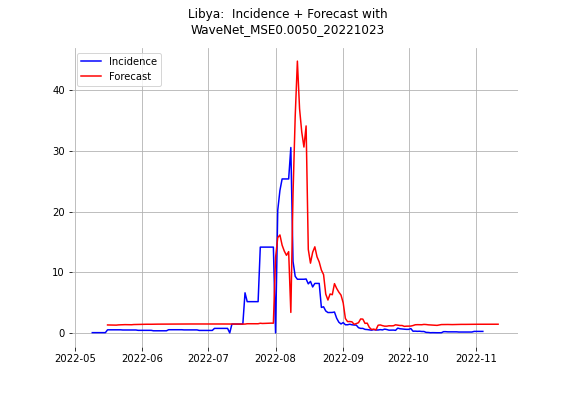 Libya:  Incidence + Forecast with
WaveNet_MSE0.0050_20221023
Incidence
Forecast
40
30
20
10
0
2022-05 2022-06 2022-07 2022-08 2022-09 2022-10 2022-11